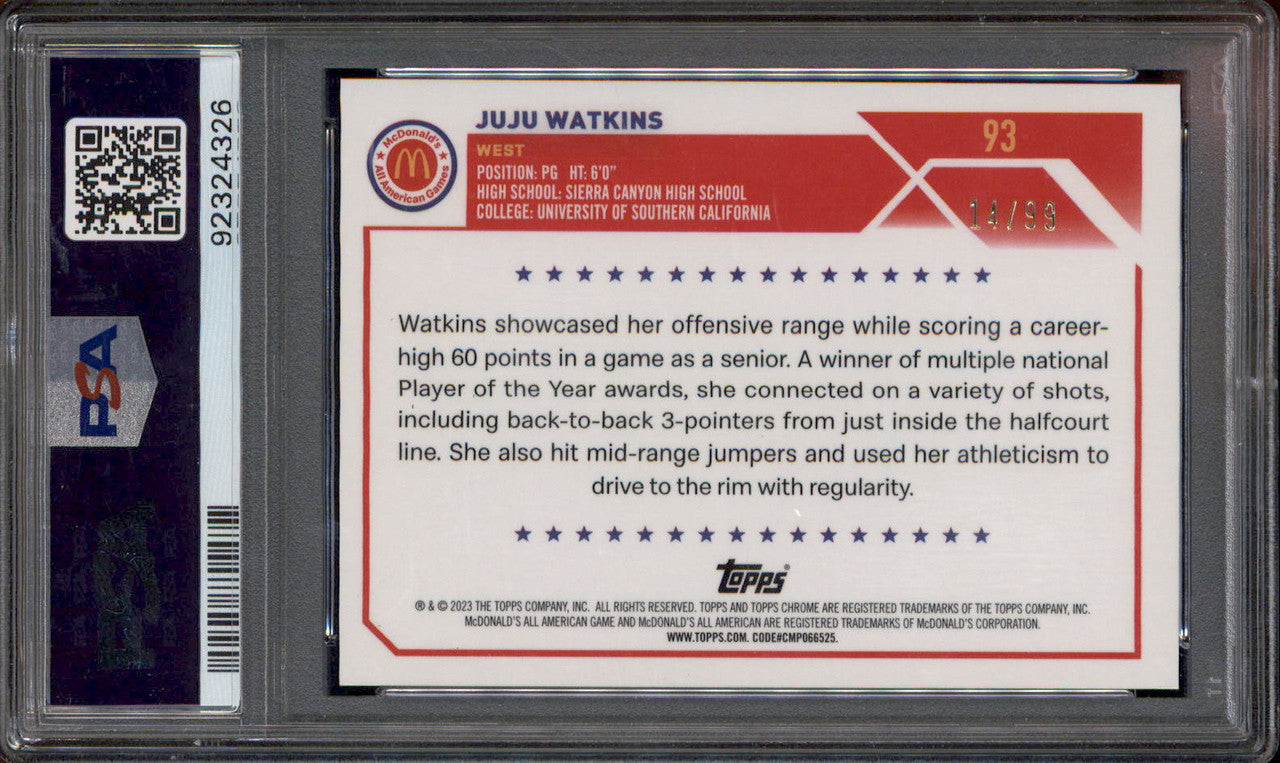 92324326
PSA
McDonald's
All American Games
JUJU WATKINS
WEST
POSITION: PG HT: 6'0"
HIGH SCHOOL: SIERRA CANYON HIGH SCHOOL
COLLEGE: UNIVERSITY OF SOUTHERN CALIFORNIA
93
14/99
Watkins showcased her offensive range while scoring a career-
high 60 points in a game as a senior. A winner of multiple national
Player of the Year awards, she connected on a variety of shots,
including back-to-back 3-pointers from just inside the halfcourt
line. She also hit mid-range jumpers and used her athleticism to
drive to the rim with regularity.
Topps®
® & © 2023 THE TOPPS COMPANY, INC. ALL RIGHTS RESERVED. TOPPS AND TOPPS CHROME ARE REGISTERED TRADEMARKS OF THE TOPPS COMPANY, INC.
McDONALD'S ALL AMERICAN GAME AND McDONALD'S ALL AMERICAN ARE REGISTERED TRADEMARKS OF McDONALD'S CORPORATION.
WWW.TOPPS.COM. CODE#CMP066525.